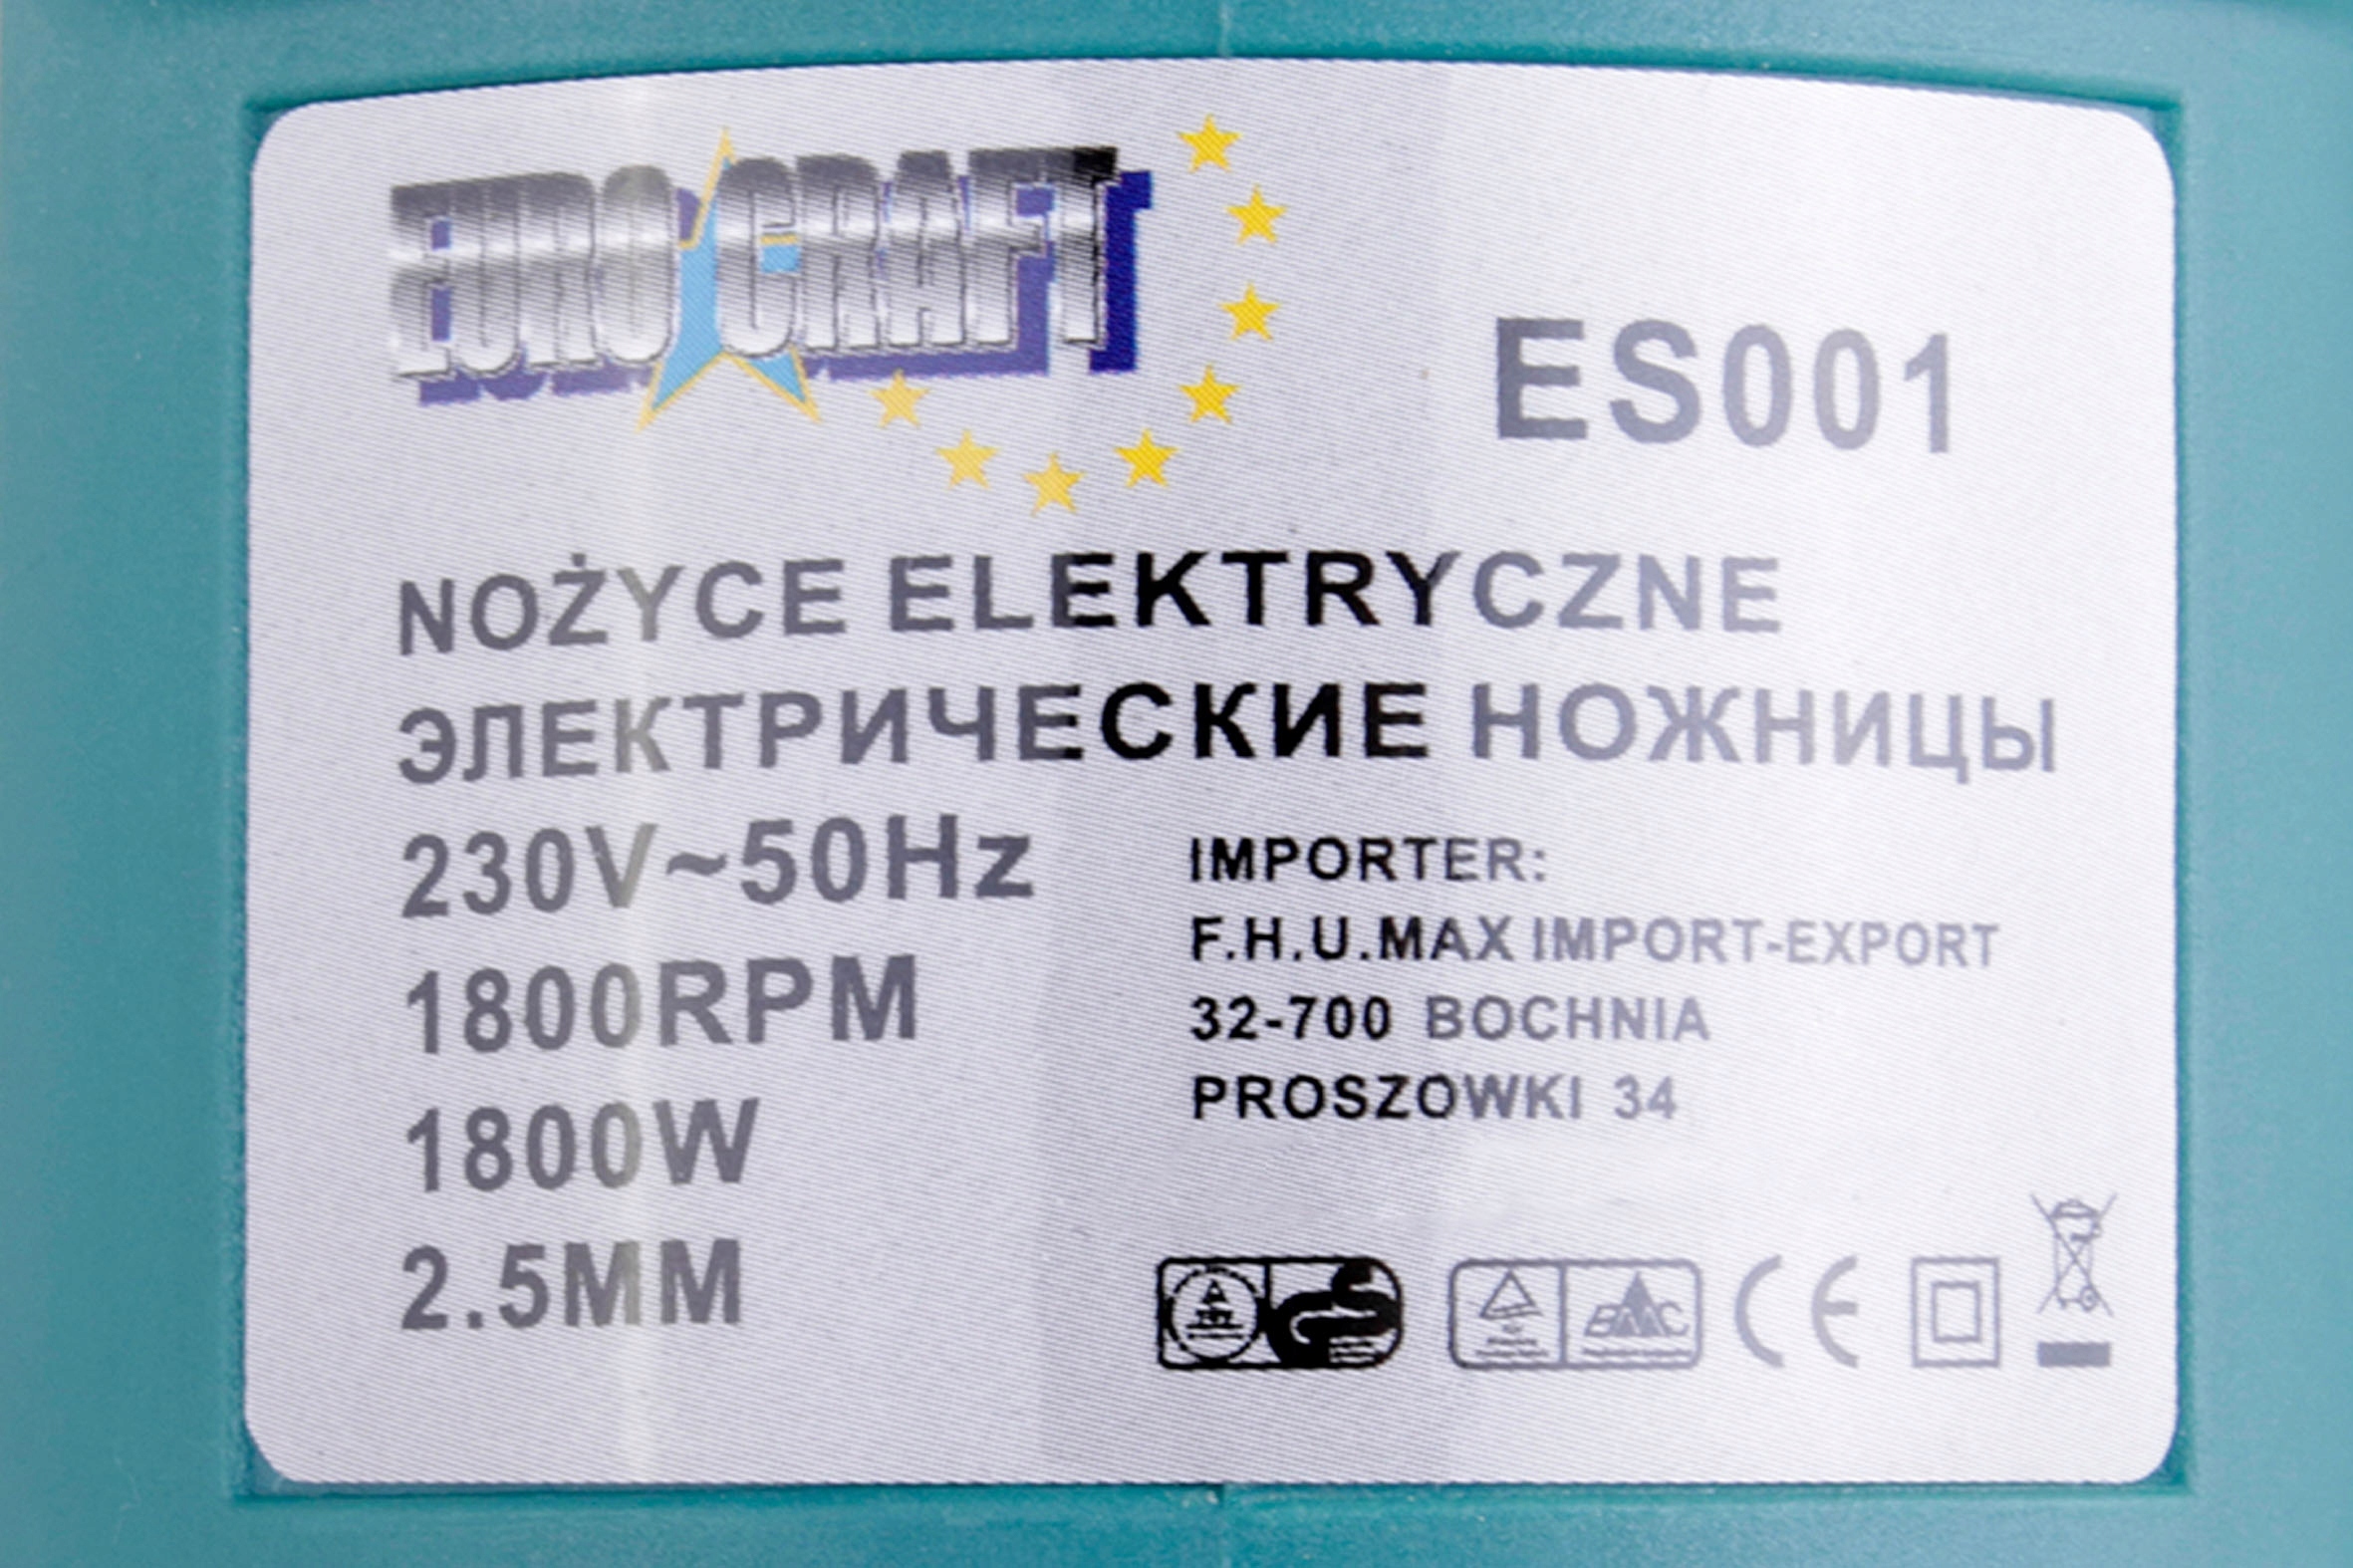 EURO CRAFT
ES001
NOŻYCE ELEKTRYCZNE
ЭЛЕКТРИЧЕСКИЕ НОЖНИЦЫ
230V~50Hz
1800RPM
1800W
2.5MM
IMPORTER:
F.H.U.MAX IMPORT-EXPORT
32-700 BOCHNIA
PROSZOWKI 34
EMC
CE